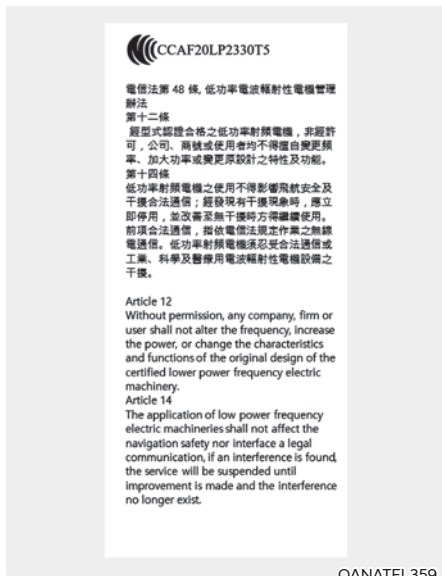 CCAF20LP2330T5
電信法第 48 條, 低功率電波輻射性電機管理
辦法
第十二條
經型式認證合格之低功率射頻電機，非經許
可，公司、商號或使用者均不得擅自變更頻
率、加大功率或變更原設計之特性及功能。
第十四條
低功率射頻電機之使用不得影響飛航安全及
干擾合法通信；經發現有干擾現象時，應立
即停用，並改善至無干擾時方得繼續使用。
前項合法通信，指依電信法規定作業之無線
電通信。低功率射頻電機須忍受合法通信或
工業、科學及醫療用電波輻射性電機設備之
干擾。
Article 12
Without permission, any company, firm or
user shall not alter the frequency, increase
the power, or change the characteristics
and functions of the original design of the
certified lower power frequency electric
machinery.
Article 14
The application of low power frequency
electric machineries shall not affect the
navigation safety nor interface a legal
communication, if an interference is found,
the service will be suspended until
improvement is made and the interference
no longer exist.
OANATEL359